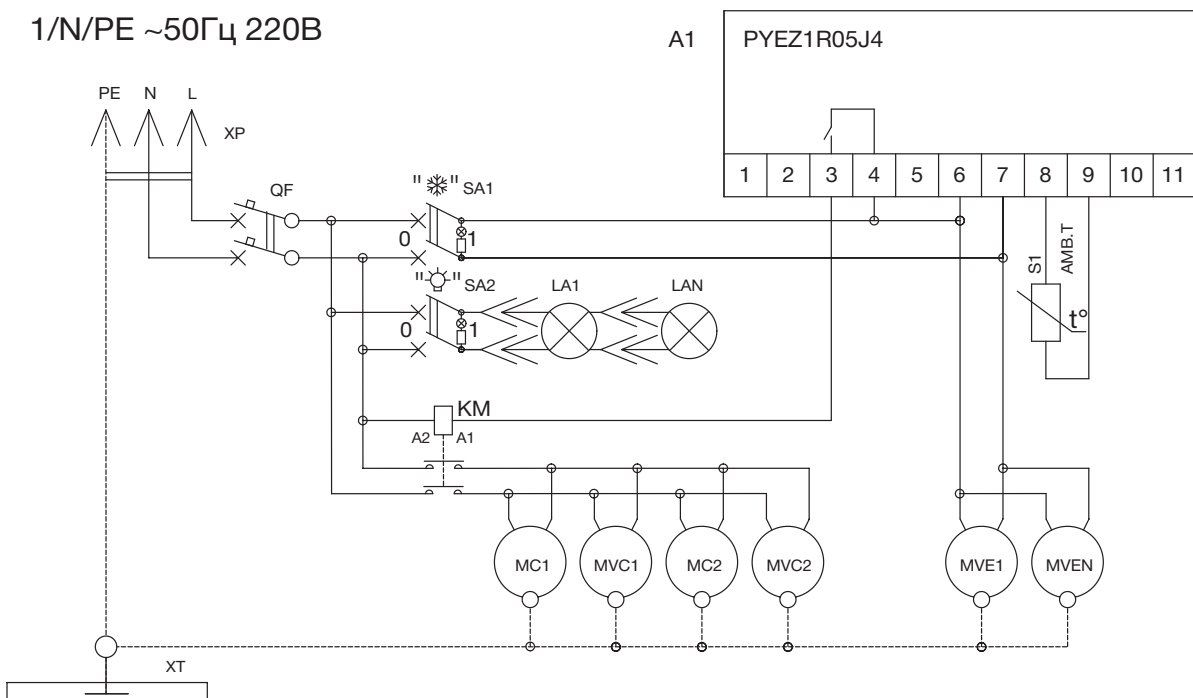 1/N/PE ~50Гц 220В
A1 PYEZ1R05J4
PE N L
XP
1 2 3 4 5 6 7 8 9 10 11
QF
" " SA1
0 1
" " SA2
0 1
LA1 LAN
S1
AMB.T
t°
KM
A2 A1
MC1 MVC1 MC2 MVC2 MVE1 MVEN
XT